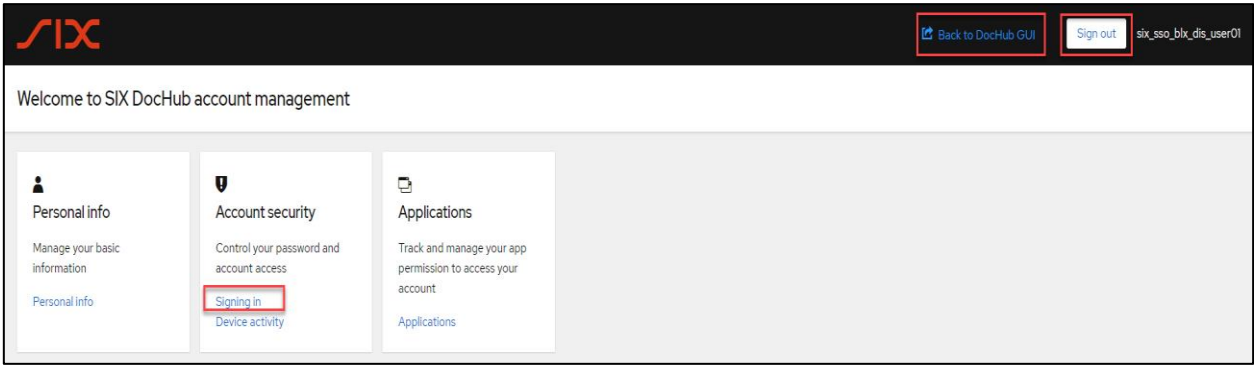 SIX
Back to DocHub GUI
Sign out
six_sso_blx_dis_user01
Welcome to SIX DocHub account management
Personal info
Manage your basic
information
Personal info
Account security
Control your password and
account access
Signing in
Device activity
Applications
Track and manage your app
permission to access your
account
Applications